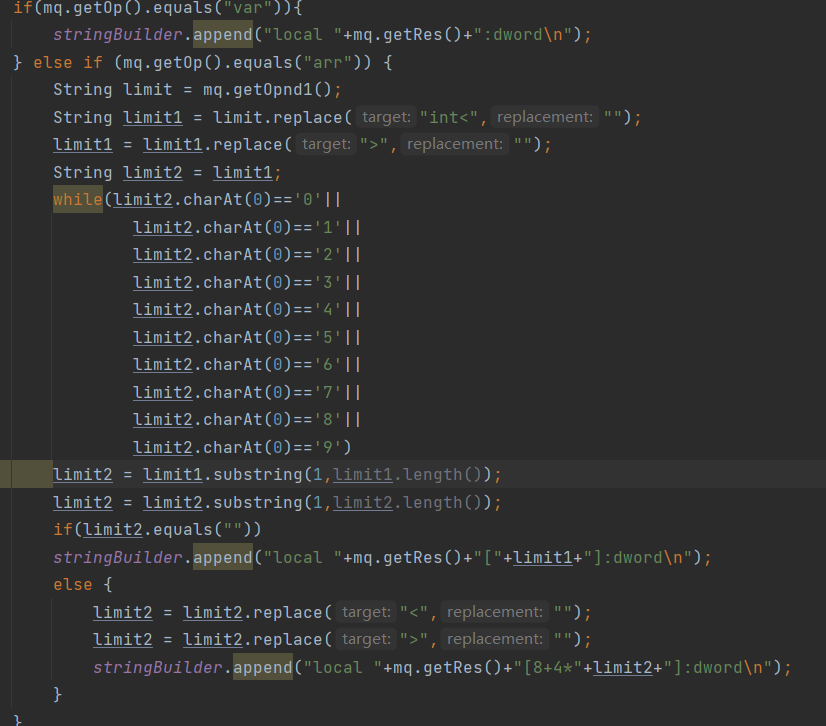 if(mq.getOp().equals("var")){
    stringBuilder.append("local "+mq.getRes()+":dword\n");
} else if (mq.getOp().equals("arr")) {
    String limit = mq.getOpnd1();
    String limit1 = limit.replace( target: "int<", replacement: "");
    limit1 = limit1.replace( target: ">", replacement: "");
    String limit2 = limit1;
    while(limit2.charAt(0)=='0'||
            limit2.charAt(0)=='1'||
            limit2.charAt(0)=='2'||
            limit2.charAt(0)=='3'||
            limit2.charAt(0)=='4'||
            limit2.charAt(0)=='5'||
            limit2.charAt(0)=='6'||
            limit2.charAt(0)=='7'||
            limit2.charAt(0)=='8'||
            limit2.charAt(0)=='9')
    limit2 = limit1.substring(1,limit1.length());
    limit2 = limit2.substring(1,limit2.length());
    if(limit2.equals(""))
    stringBuilder.append("local "+mq.getRes()+"["+limit1+"]:dword\n");
    else {
        limit2 = limit2.replace( target: "<", replacement: "");
        limit2 = limit2.replace( target: ">", replacement: "");
        stringBuilder.append("local "+mq.getRes()+"[8+4*"+limit2+"]:dword\n");
    }
}